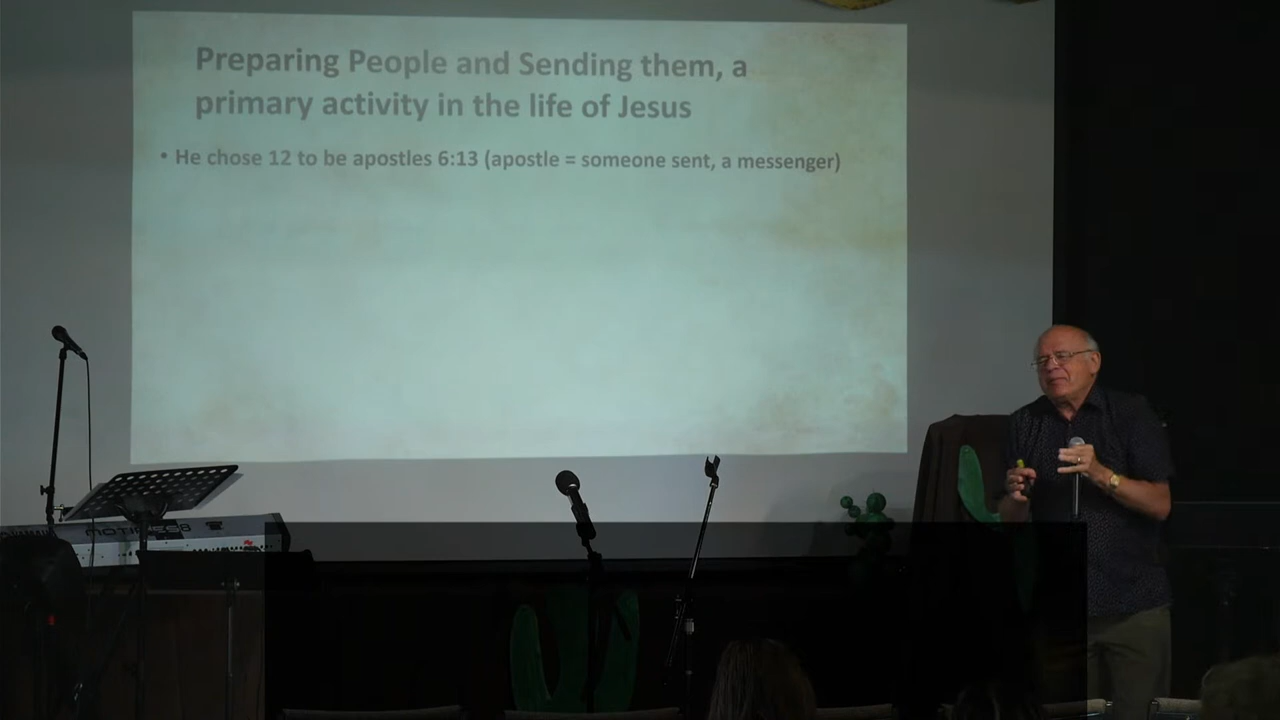 Preparing People and Sending them, a
primary activity in the life of Jesus
• He chose 12 to be apostles 6:13 (apostle = someone sent, a messenger)